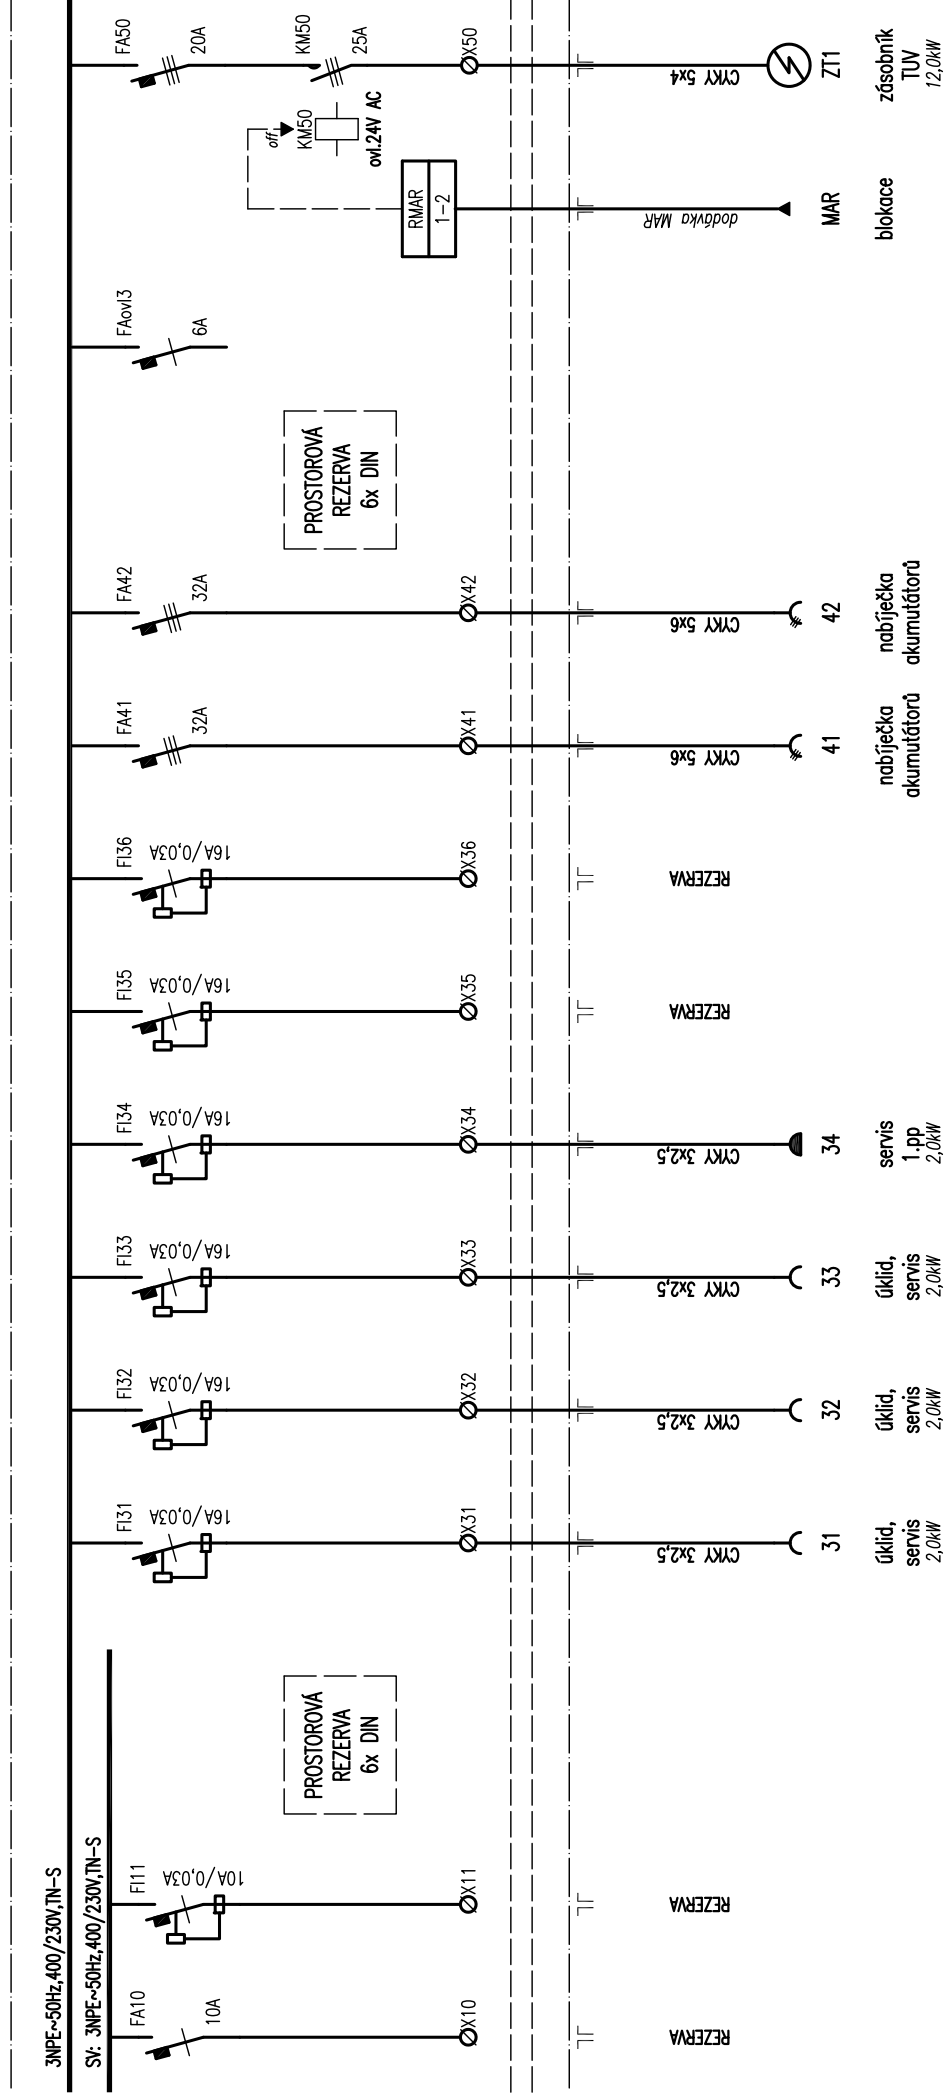 3NPE~50Hz,400/230V,TN-S
SV: 3NPE~50Hz,400/230V,TN-S
FA10
10A
X10
REZERVA
FI11
10A/0,03A
X11
REZERVA
PROSTOROVÁ
REZERVA
6x DIN
FI31
16A/0,03A
X31
CYKY 3x2,5
31
úklid,
servis
2,0kW
FI32
16A/0,03A
X32
CYKY 3x2,5
32
úklid,
servis
2,0kW
FI33
16A/0,03A
X33
CYKY 3x2,5
33
úklid,
servis
2,0kW
FI34
16A/0,03A
X34
CYKY 3x2,5
34
servis
1.pp
2,0kW
FI35
16A/0,03A
X35
REZERVA
FI36
16A/0,03A
X36
REZERVA
FA41
32A
X41
CYKY 5x6
41
nabíječka
akumutátorů
FA42
32A
X42
CYKY 5x6
42
nabíječka
akumutátorů
PROSTOROVÁ
REZERVA
6x DIN
FAovl3
6A
RMAR
1-2
dodávka MAR
MAR
blokace
off
KM50
ovl.24V AC
FA50
20A
KM50
25A
X50
CYKY 5x4
ZT1
zásobník
TUV
12,0kW